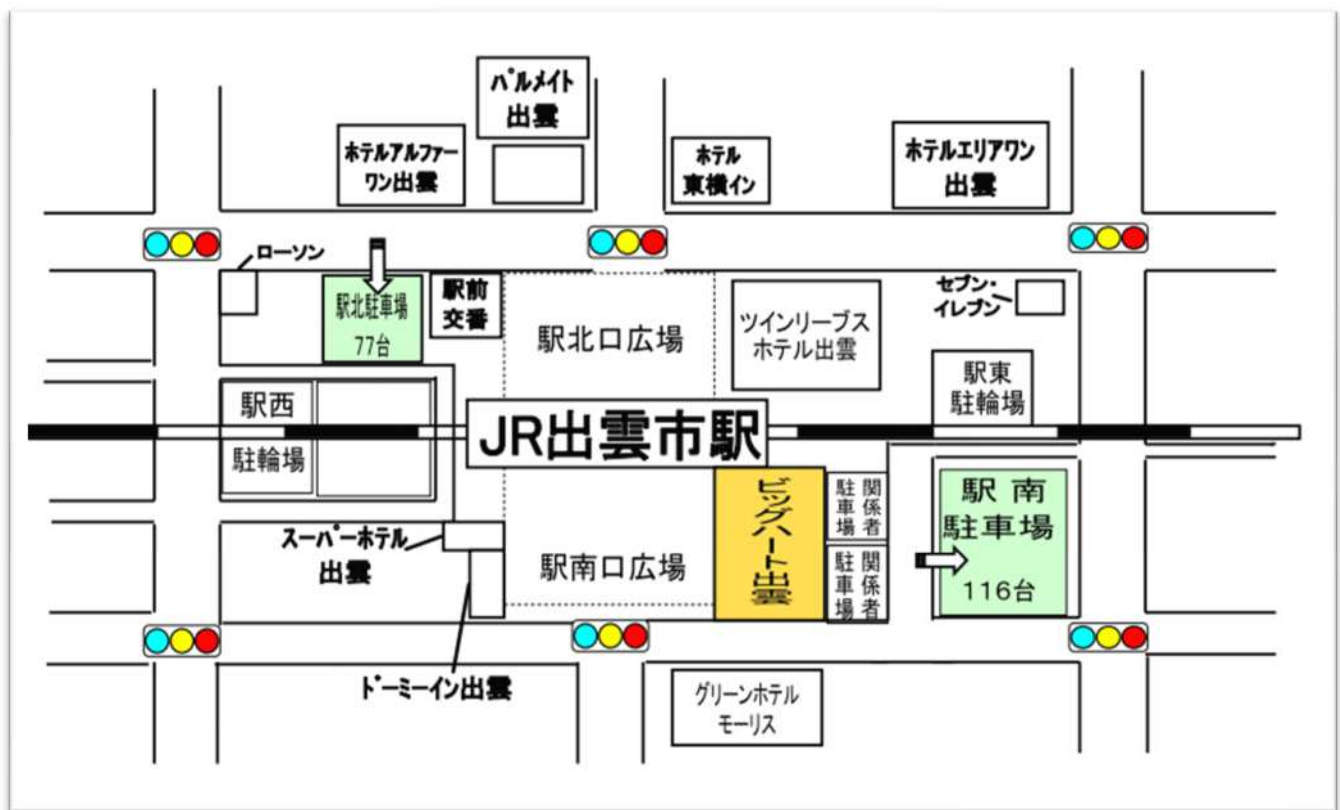 パルメイト
出雲
ホテルアルファー
ワン出雲
ホテル
東横イン
ホテルエリアワン
出雲
ローソン
駅北駐車場
77台
駅前
交番
駅北口広場
ツインリーブス
ホテル出雲
セブン・
イレブン
駅東
駐輪場
駅西
駐輪場
JR出雲市駅
スーパーホテル
出雲
駅南口広場
ビッグハート出雲
関係者
駐車場
関係者
駐車場
駅南
駐車場
116台
ドーミーイン出雲
グリーンホテル
モーリス